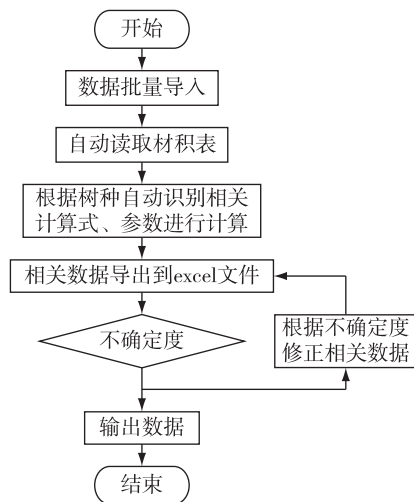 开始
数据批量导入
自动读取材积表
根据树种自动识别相关
计算式、参数进行计算
相关数据导出到excel文件
不确定度
根据不确定度
修正相关数据
输出数据
结束